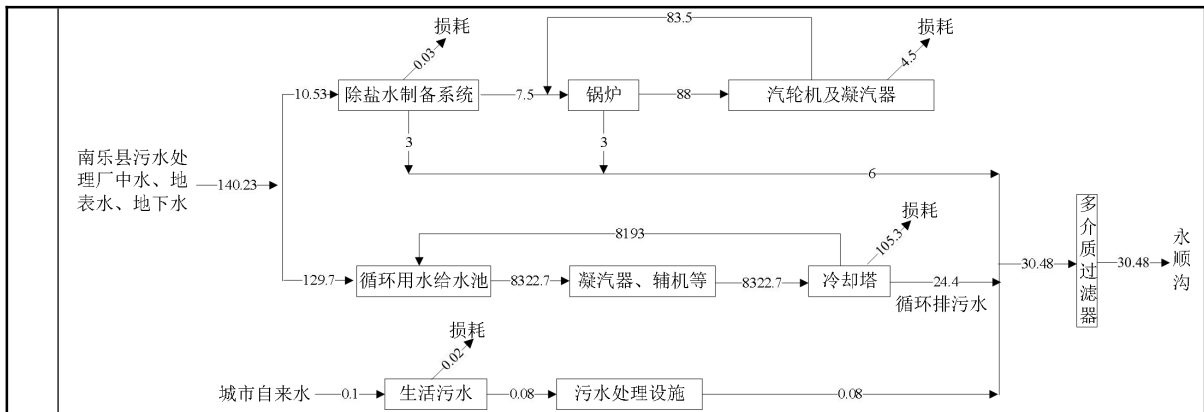 83.5
损耗
损耗
0.03
4.5
10.53
除盐水制备系统
7.5
锅炉
88
汽轮机及凝汽器
3
3
南乐县污水处
理厂中水、地
表水、地下水
140.23
6
损耗
8193
105.3
129.7
循环用水给水池
8322.7
凝汽器、辅机等
8322.7
冷却塔
24.4
循环排污水
30.48
多介质过滤器
30.48
永顺沟
损耗
0.02
城市自来水
0.1
生活污水
0.08
污水处理设施
0.08